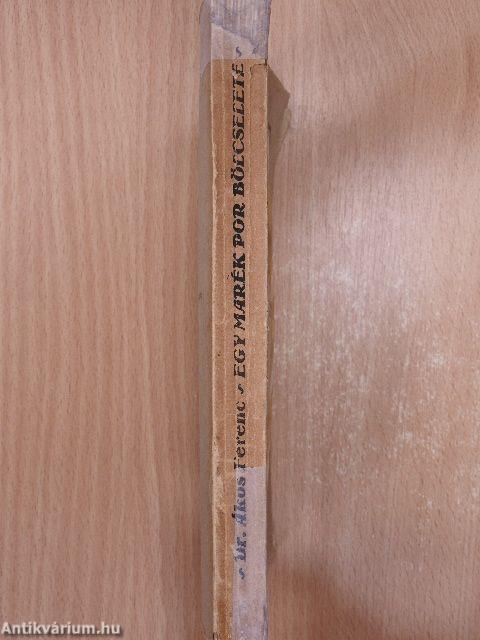 ~ Dr. Ákos Ferenc ~ EGY MARÉK POR BÖLCSELETE ~
Antikvárium.hu